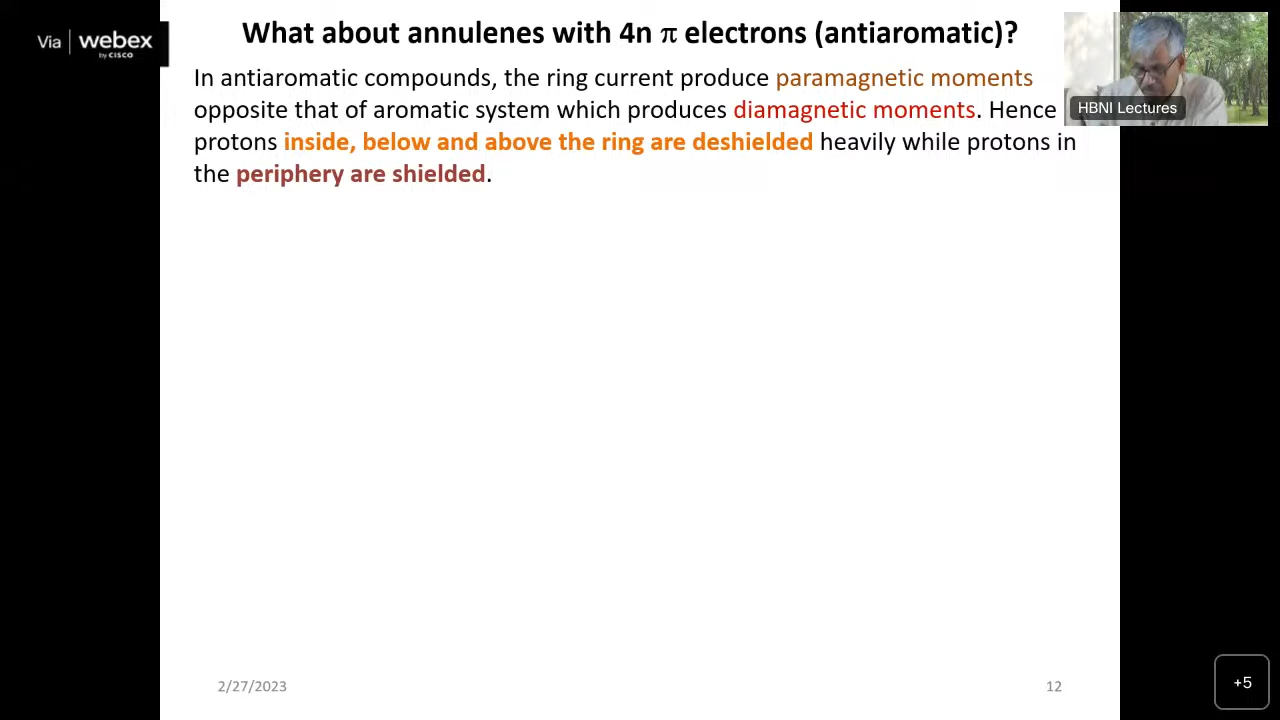 Via | webex
by CISCO
What about annulenes with 4n π electrons (antiaromatic)?
In antiaromatic compounds, the ring current produce paramagnetic moments
opposite that of aromatic system which produces diamagnetic moments. Hence
protons inside, below and above the ring are deshielded heavily while protons in
the periphery are shielded.
HBNI Lectures
2/27/2023
12
+5